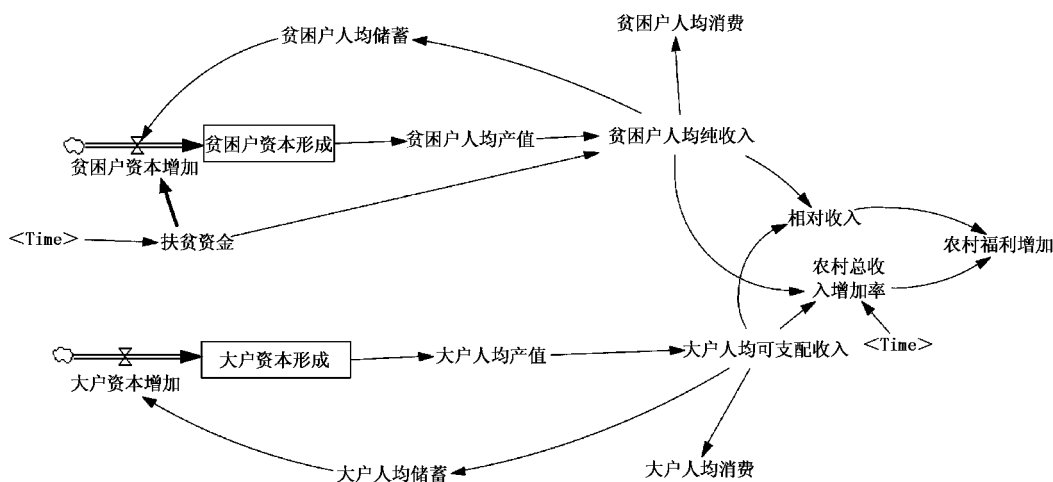 贫困户人均消费
贫困户人均储蓄
贫困户资本形成
贫困户人均产值
贫困户人均纯收入
贫困户资本增加
相对收入
<Time>
扶贫资金
农村福利增加
农村总收
入增加率
大户资本形成
大户人均产值
大户人均可支配收入
<Time>
大户资本增加
大户人均储蓄
大户人均消费